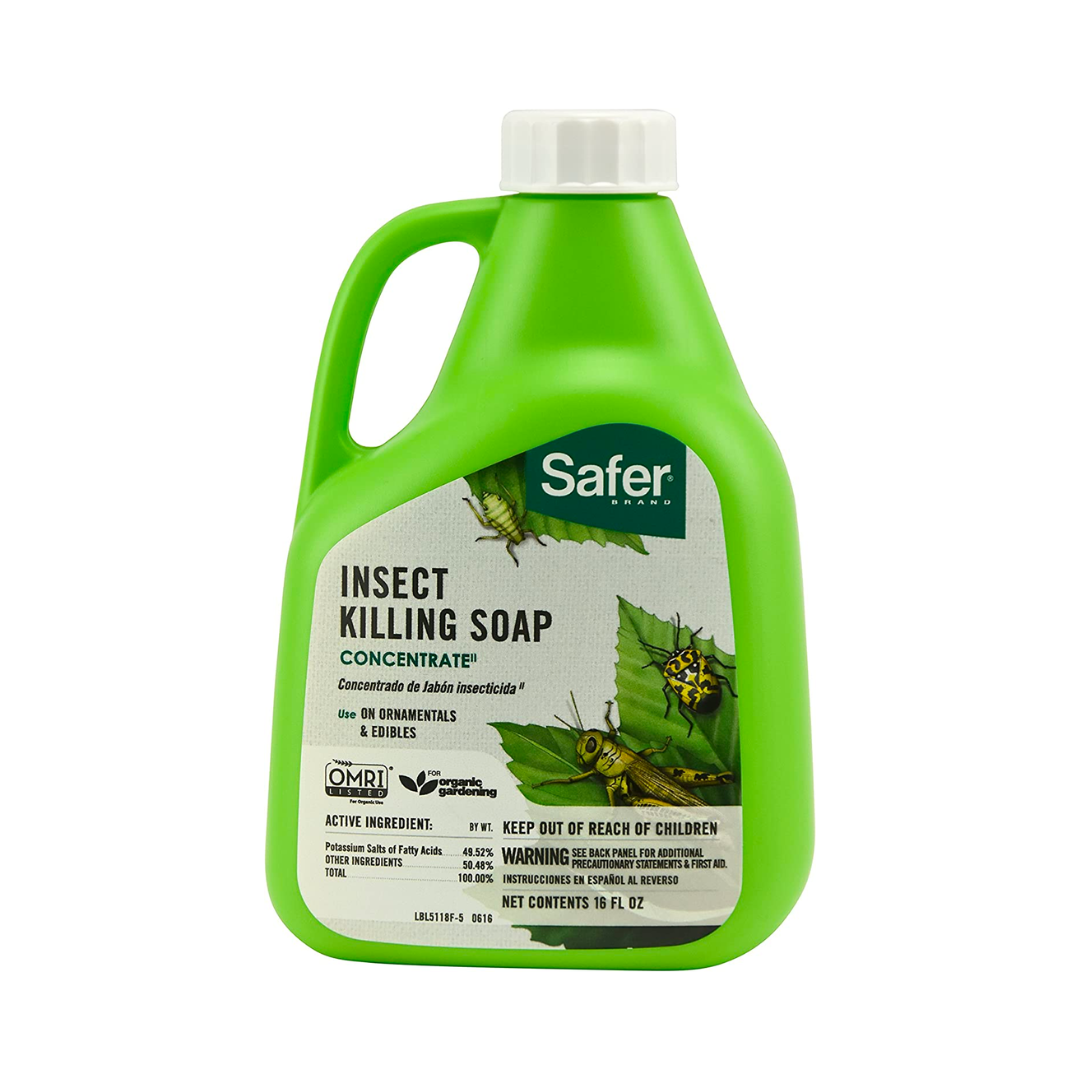 Safer®
BRAND
INSECT
KILLING SOAP
CONCENTRATE"
Concentrado de Jabón insecticida "
Use ON ORNAMENTALS
& EDIBLES
OMRI®
LISTED
For Organic Use
FOR
organic
gardening
ACTIVE INGREDIENT: BY WT.
Potassium Salts of Fatty Acids 49.52%
OTHER INGREDIENTS 50.48%
TOTAL 100.00%
LBL5118F-5 0616
KEEP OUT OF REACH OF CHILDREN
WARNING SEE BACK PANEL FOR ADDITIONAL
PRECAUTIONARY STATEMENTS & FIRST AID.
INSTRUCCIONES EN ESPAÑOL AL REVERSO
NET CONTENTS 16 FL OZ